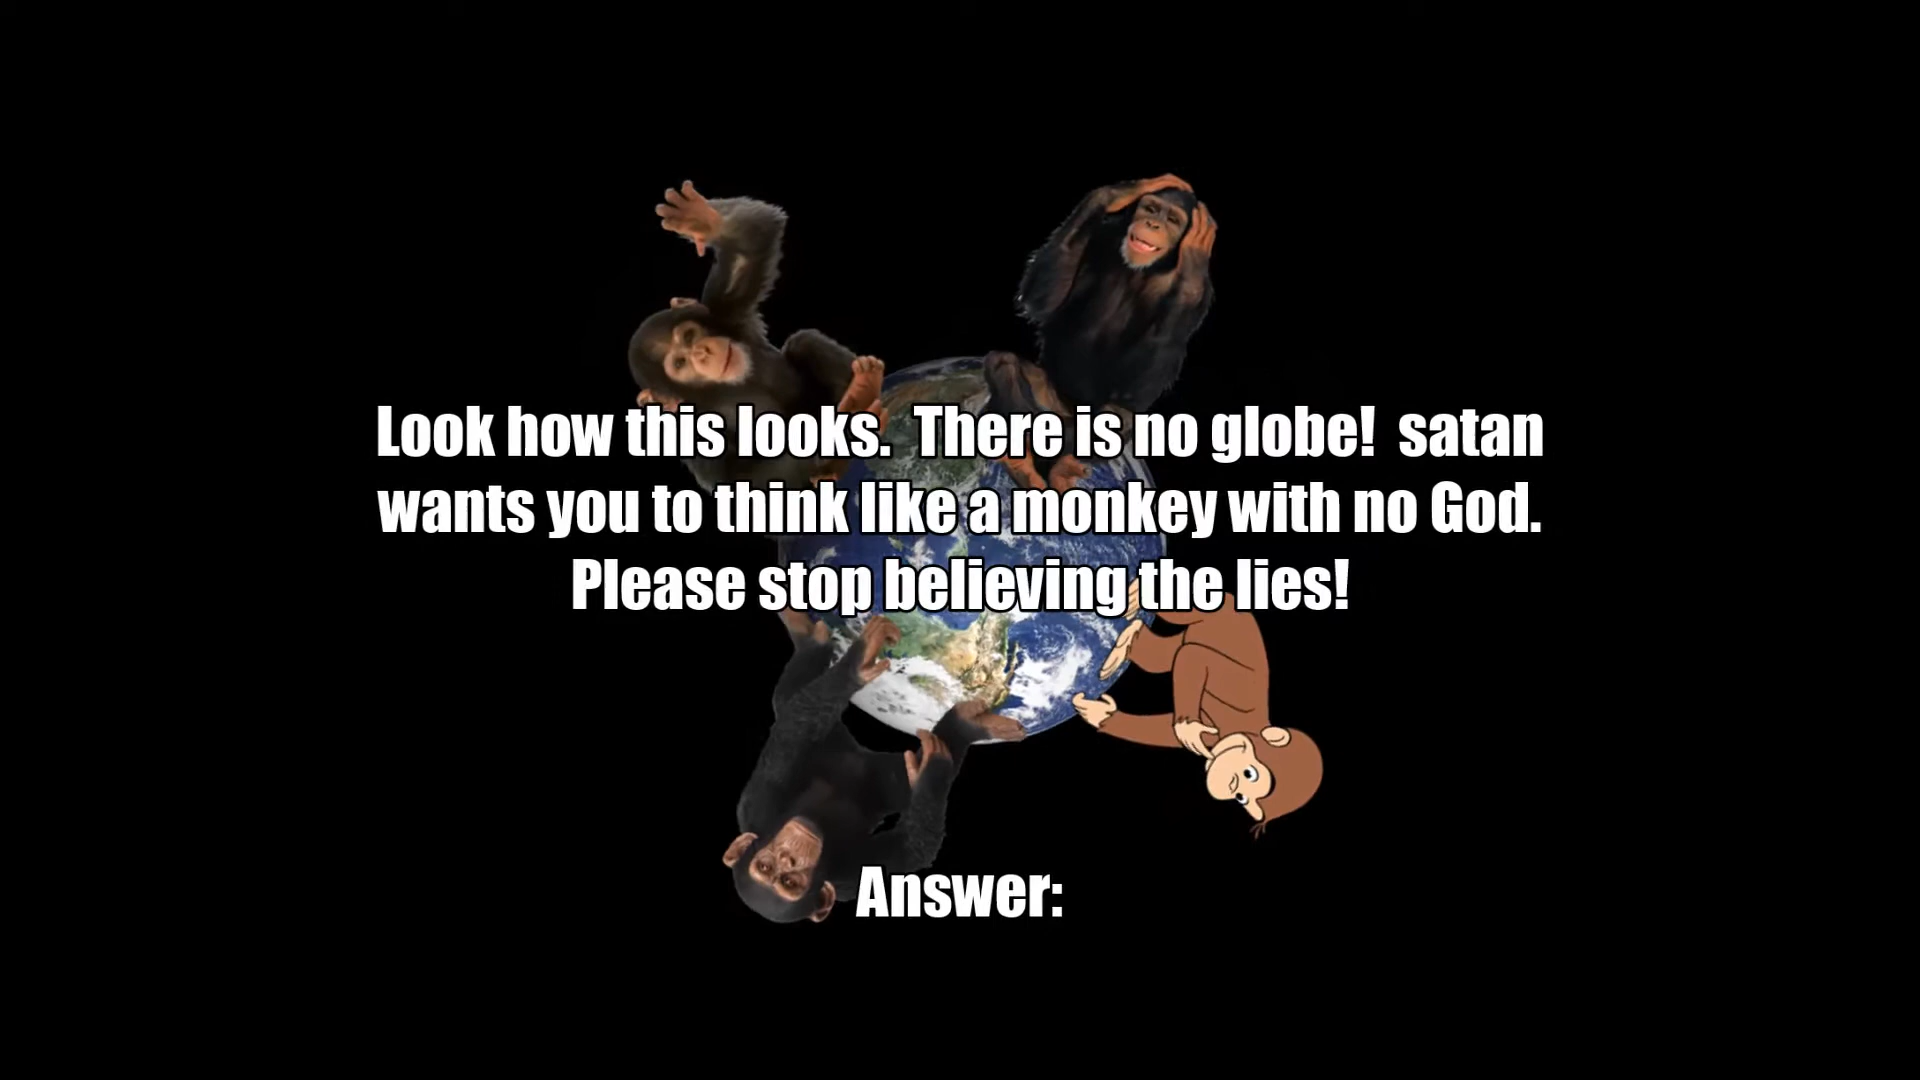 Look how this looks.  There is no globe!  satan
wants you to think like a monkey with no God.
Please stop believing the lies!
Answer: